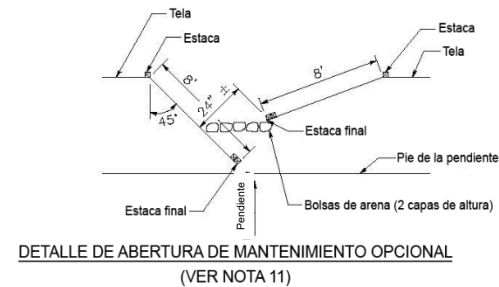 Tela
Estaca
Estaca
Tela
8'
8'
24" ±
45°
Estaca final
Pie de la pendiente
Estaca final
Pendiente
Bolsas de arena (2 capas de altura)
DETALLE DE ABERTURA DE MANTENIMIENTO OPCIONAL
(VER NOTA 11)